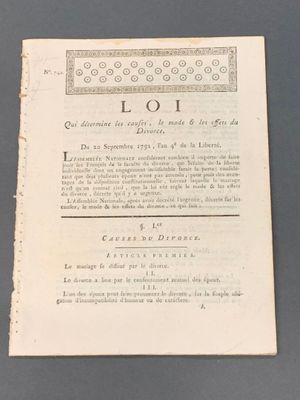 LOI
Qui détermine les causes, le mode & les effets du
Divorce.
Du 20 Septembre 1792, l'an 4e de la Liberté.
L'ASSEMBLÉE NATIONALE considérant combien il importe de faire
jouir les François de la faculté du divorce, qui résulte de la liberté
individuelle dont un engagement indissoluble seroit la perte; considérant
que déjà plusieurs époux n'ont pas attendu, pour jouir des avantages
de la disposition constitutionnelle, suivant laquelle le mariage
n'est qu'un contrat civil, que la loi eût réglé le mode & les effets
du divorce, décrète qu'il y a urgence.
L'Assemblée Nationale, après avoir décrété l'urgence, décrète sur les
causes, le mode & les effets du divorce, ce qui suit:
§. I.er
CAUSES DU DIVORCE.
ARTICLE PREMIER.
Le mariage se dissout par le divorce.
II.
Le divorce a lieu par le consentement mutuel des époux.
III.
L'un des époux peut faire prononcer le divorce, sur la simple allé-
gation d'incompatibilité d'humeur ou de caractère.